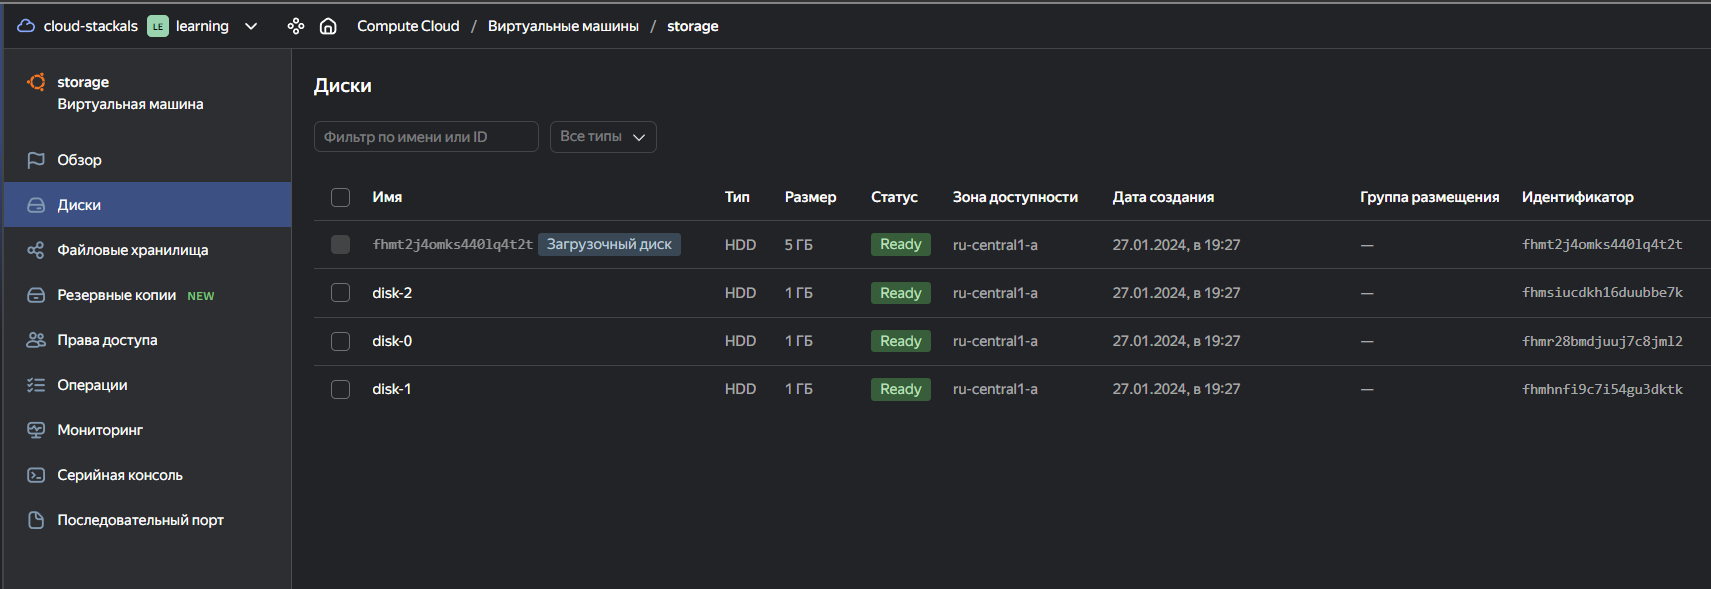 cloud-stackals LE learning Compute Cloud / Виртуальные машины / storage
storage
Виртуальная машина
Обзор
Диски
Файловые хранилища
Резервные копии NEW
Права доступа
Операции
Мониторинг
Серийная консоль
Последовательный порт
Диски
Фильтр по имени или ID Все типы
Имя Тип Размер Статус Зона доступности Дата создания Группа размещения Идентификатор
fhmt2j4omks440lq4t2t Загрузочный диск HDD 5 ГБ Ready ru-central1-a 27.01.2024, в 19:27 — fhmt2j4omks440lq4t2t
disk-2 HDD 1 ГБ Ready ru-central1-a 27.01.2024, в 19:27 — fhmsiucdkh16duubbe7k
disk-0 HDD 1 ГБ Ready ru-central1-a 27.01.2024, в 19:27 — fhmr28bmdjuuj7c8jml2
disk-1 HDD 1 ГБ Ready ru-central1-a 27.01.2024, в 19:27 — fhmhnfi9c7i54gu3dktk